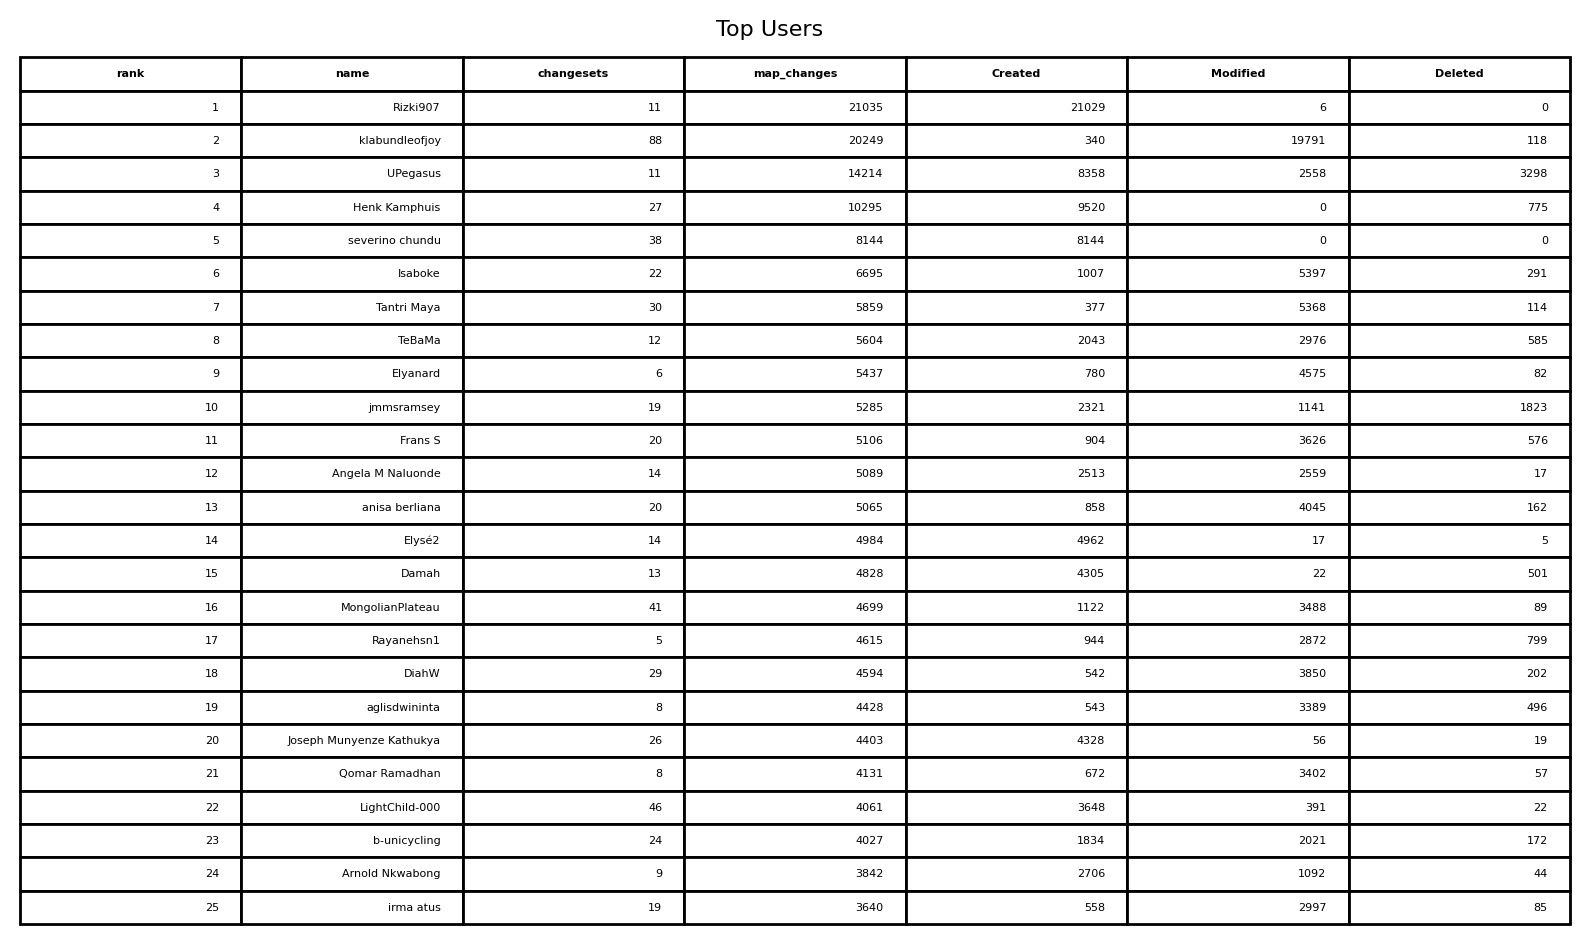 Top Users
rank name changesets map_changes Created Modified Deleted
1 Rizki907 11 21035 21029 6 0
2 klabundleofjoy 88 20249 340 19791 118
3 UPegasus 11 14214 8358 2558 3298
4 Henk Kamphuis 27 10295 9520 0 775
5 severino chundu 38 8144 8144 0 0
6 Isaboke 22 6695 1007 5397 291
7 Tantri Maya 30 5859 377 5368 114
8 TeBaMa 12 5604 2043 2976 585
9 Elyanard 6 5437 780 4575 82
10 jmmsramsey 19 5285 2321 1141 1823
11 Frans S 20 5106 904 3626 576
12 Angela M Naluonde 14 5089 2513 2559 17
13 anisa berliana 20 5065 858 4045 162
14 Elysé2 14 4984 4962 17 5
15 Damah 13 4828 4305 22 501
16 MongolianPlateau 41 4699 1122 3488 89
17 Rayanehsn1 5 4615 944 2872 799
18 DiahW 29 4594 542 3850 202
19 aglisdwininta 8 4428 543 3389 496
20 Joseph Munyenze Kathukya 26 4403 4328 56 19
21 Qomar Ramadhan 8 4131 672 3402 57
22 LightChild-000 46 4061 3648 391 22
23 b-unicycling 24 4027 1834 2021 172
24 Arnold Nkwabong 9 3842 2706 1092 44
25 irma atus 19 3640 558 2997 85